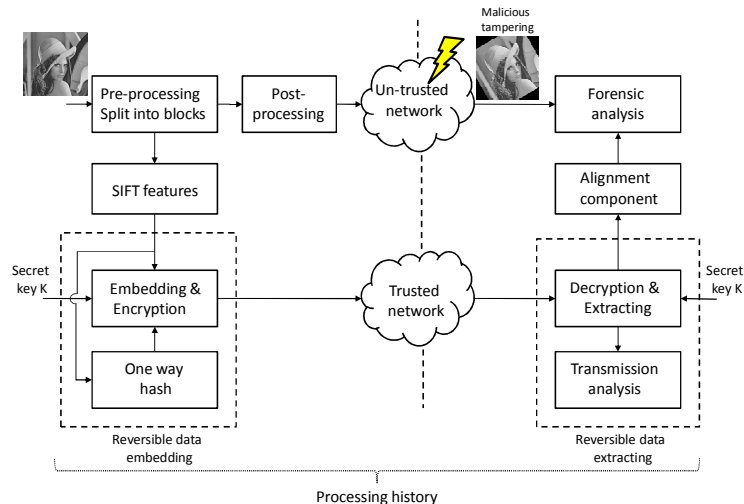 Malicious
tampering
Pre-processing
Split into blocks
Post-
processing
Un-trusted
network
Forensic
analysis
SIFT features
Alignment
component
Secret
key K
Embedding &
Encryption
Trusted
network
Decryption &
Extracting
Secret
key K
One way
hash
Transmission
analysis
Reversible data
embedding
Reversible data
extracting
Processing history